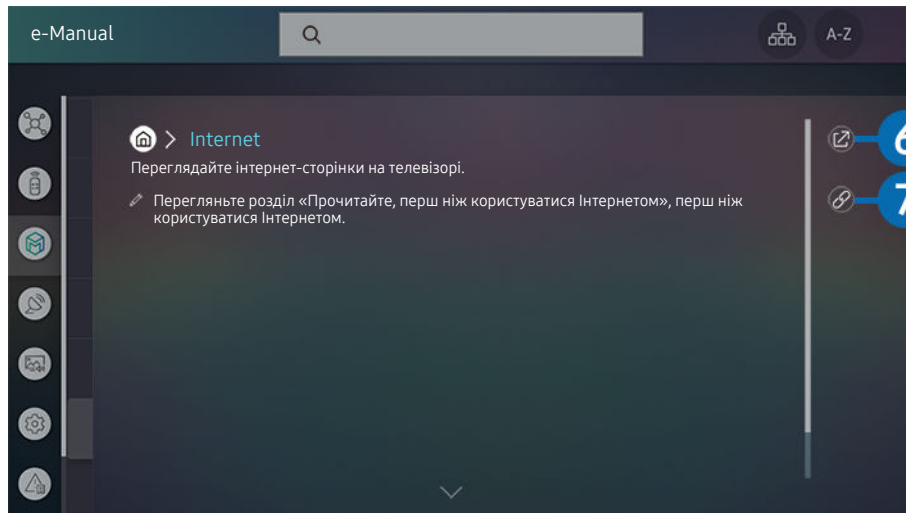 e-Manual
A-Z
Internet
6
Переглядайте інтернет-сторінки на телевізорі.
Перегляньте розділ «Прочитайте, перш ніж користуватися Інтернетом», перш ніж
користуватися Інтернетом.
7